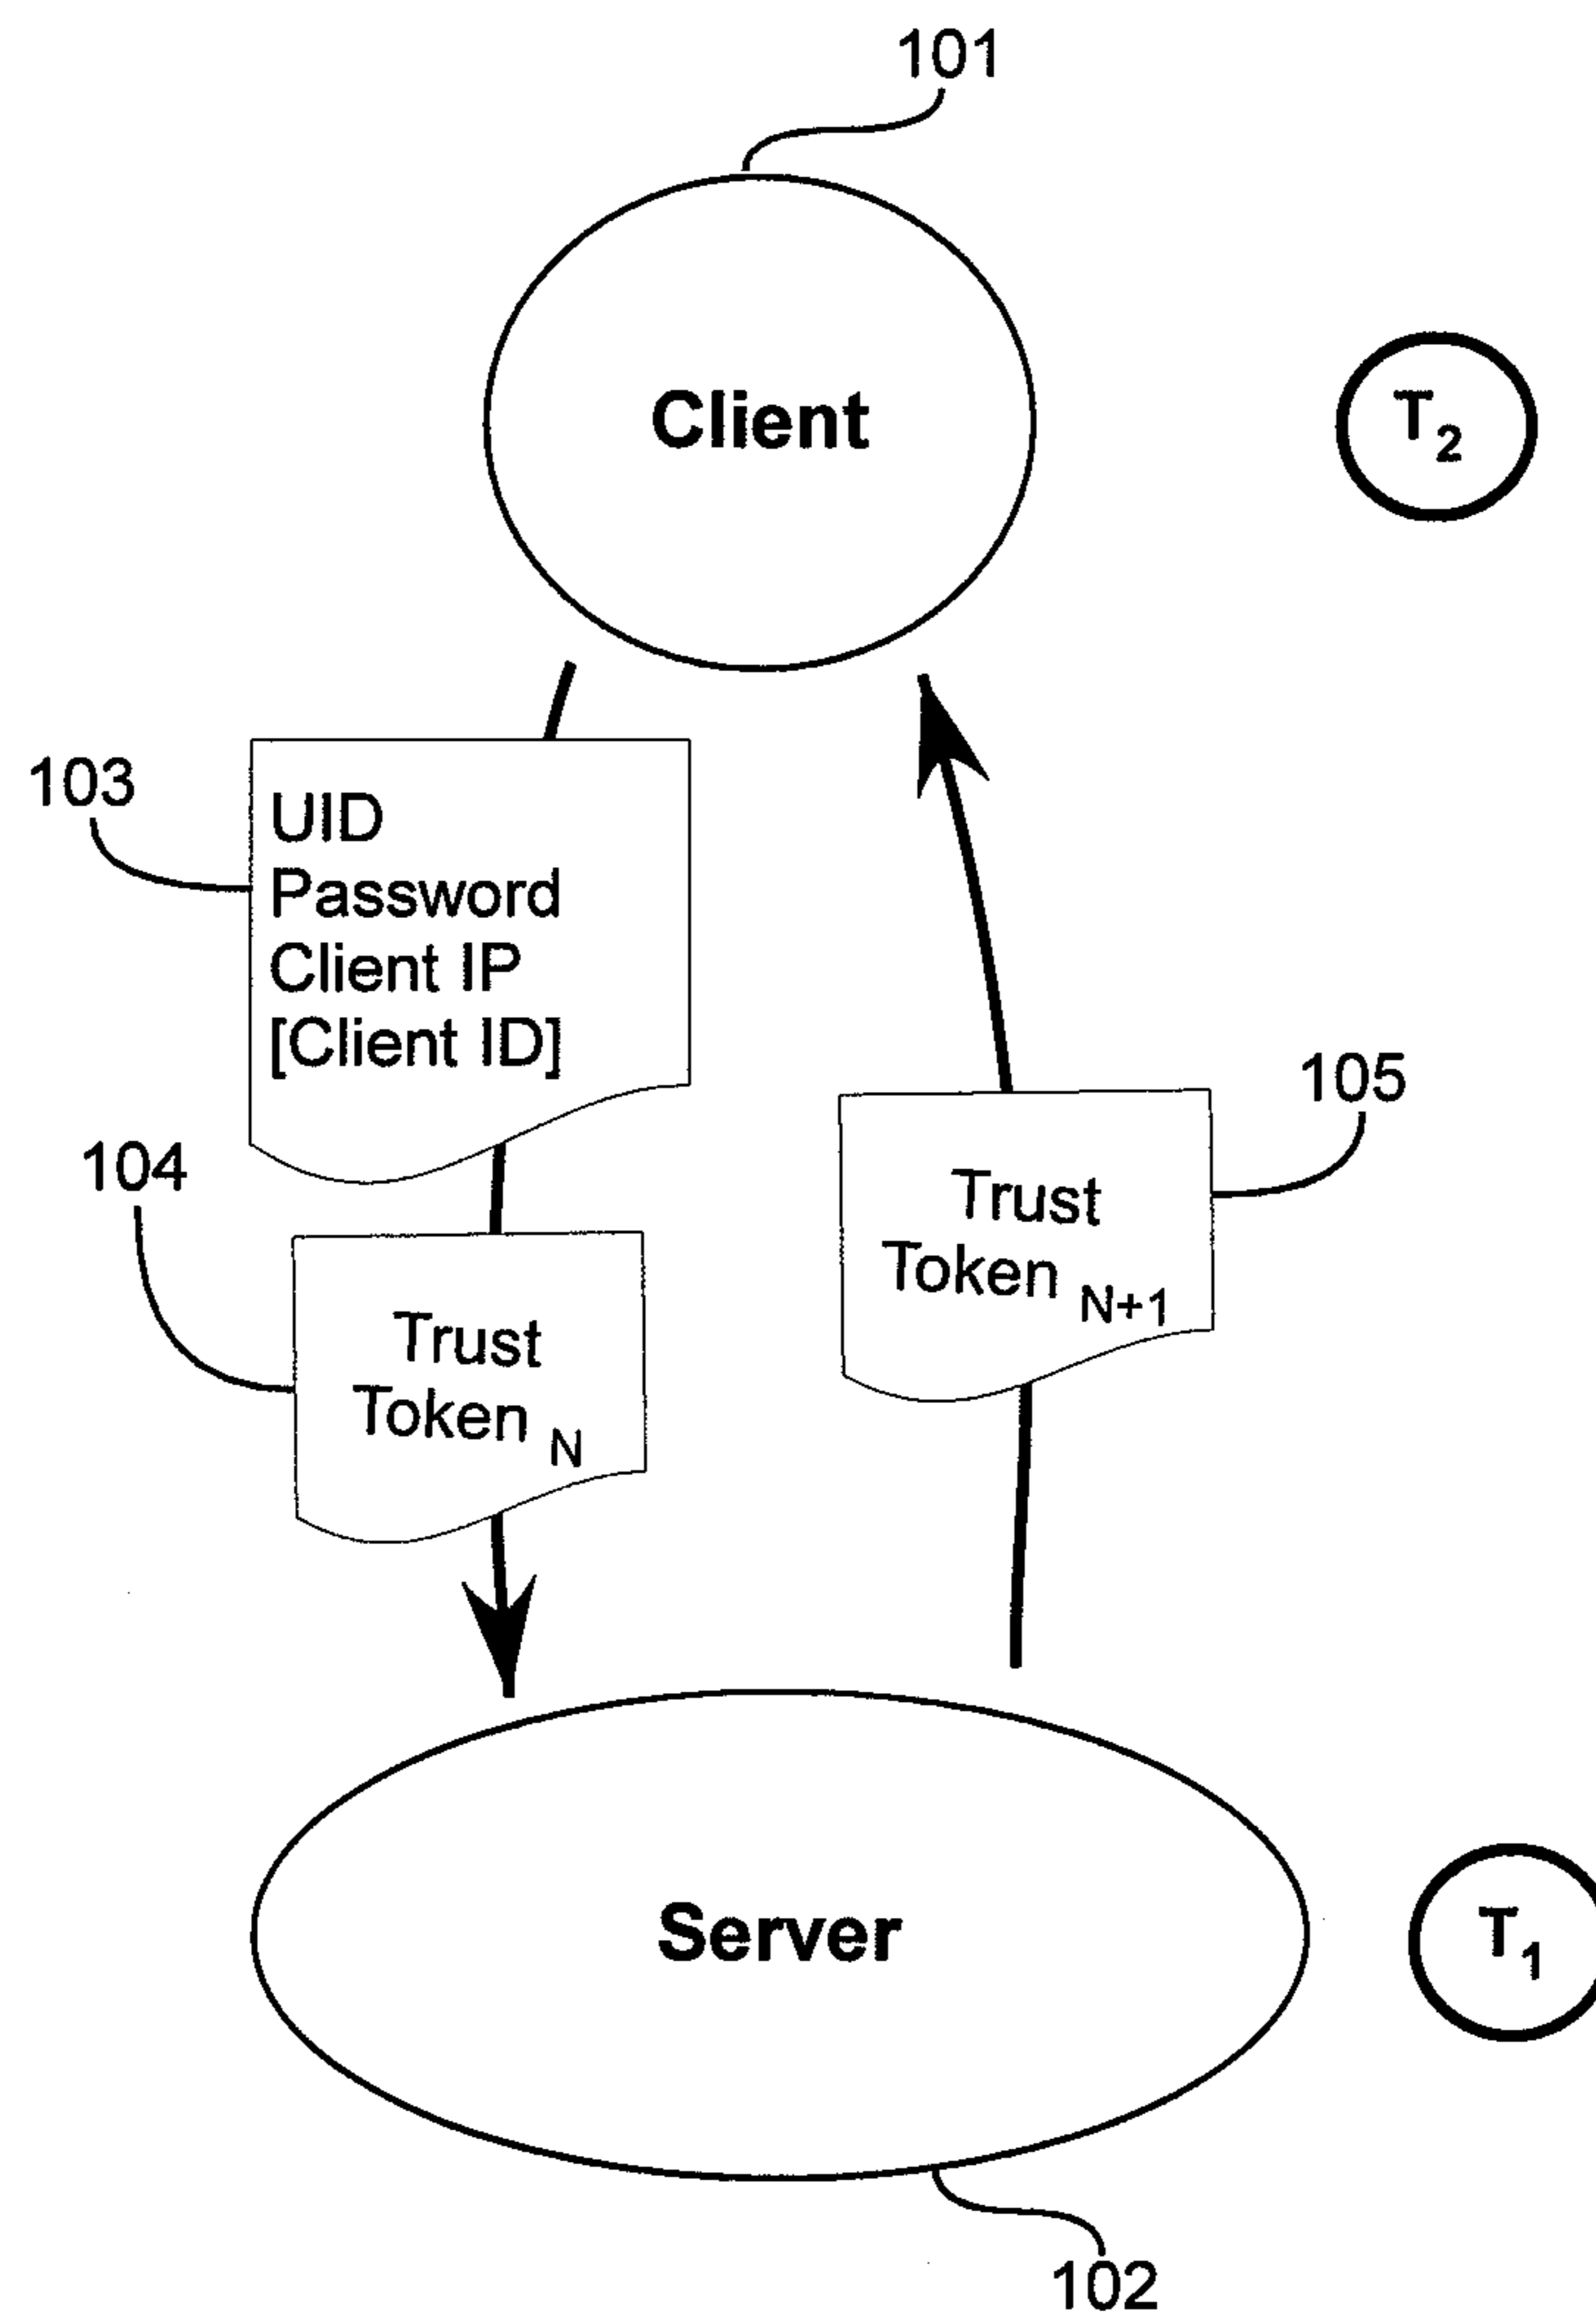 101
Client
T2
103
UID
Password
Client IP
[Client ID]
105
Trust
Token N+1
104
Trust
Token N
Server
T1
102